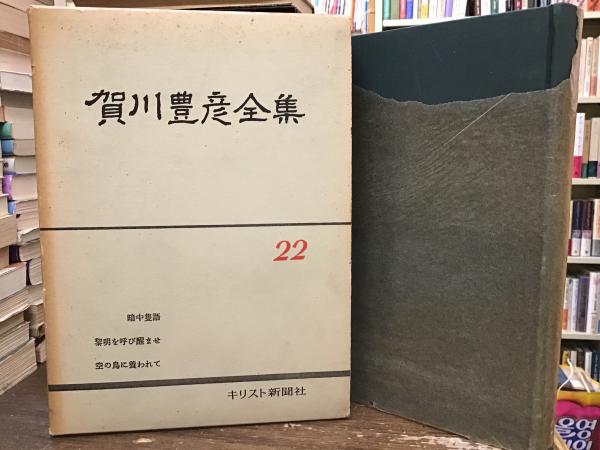 賀川豊彦全集
22
暗中隻語
黎明を呼び醒ませ
空の鳥に養われて
キリスト新聞社